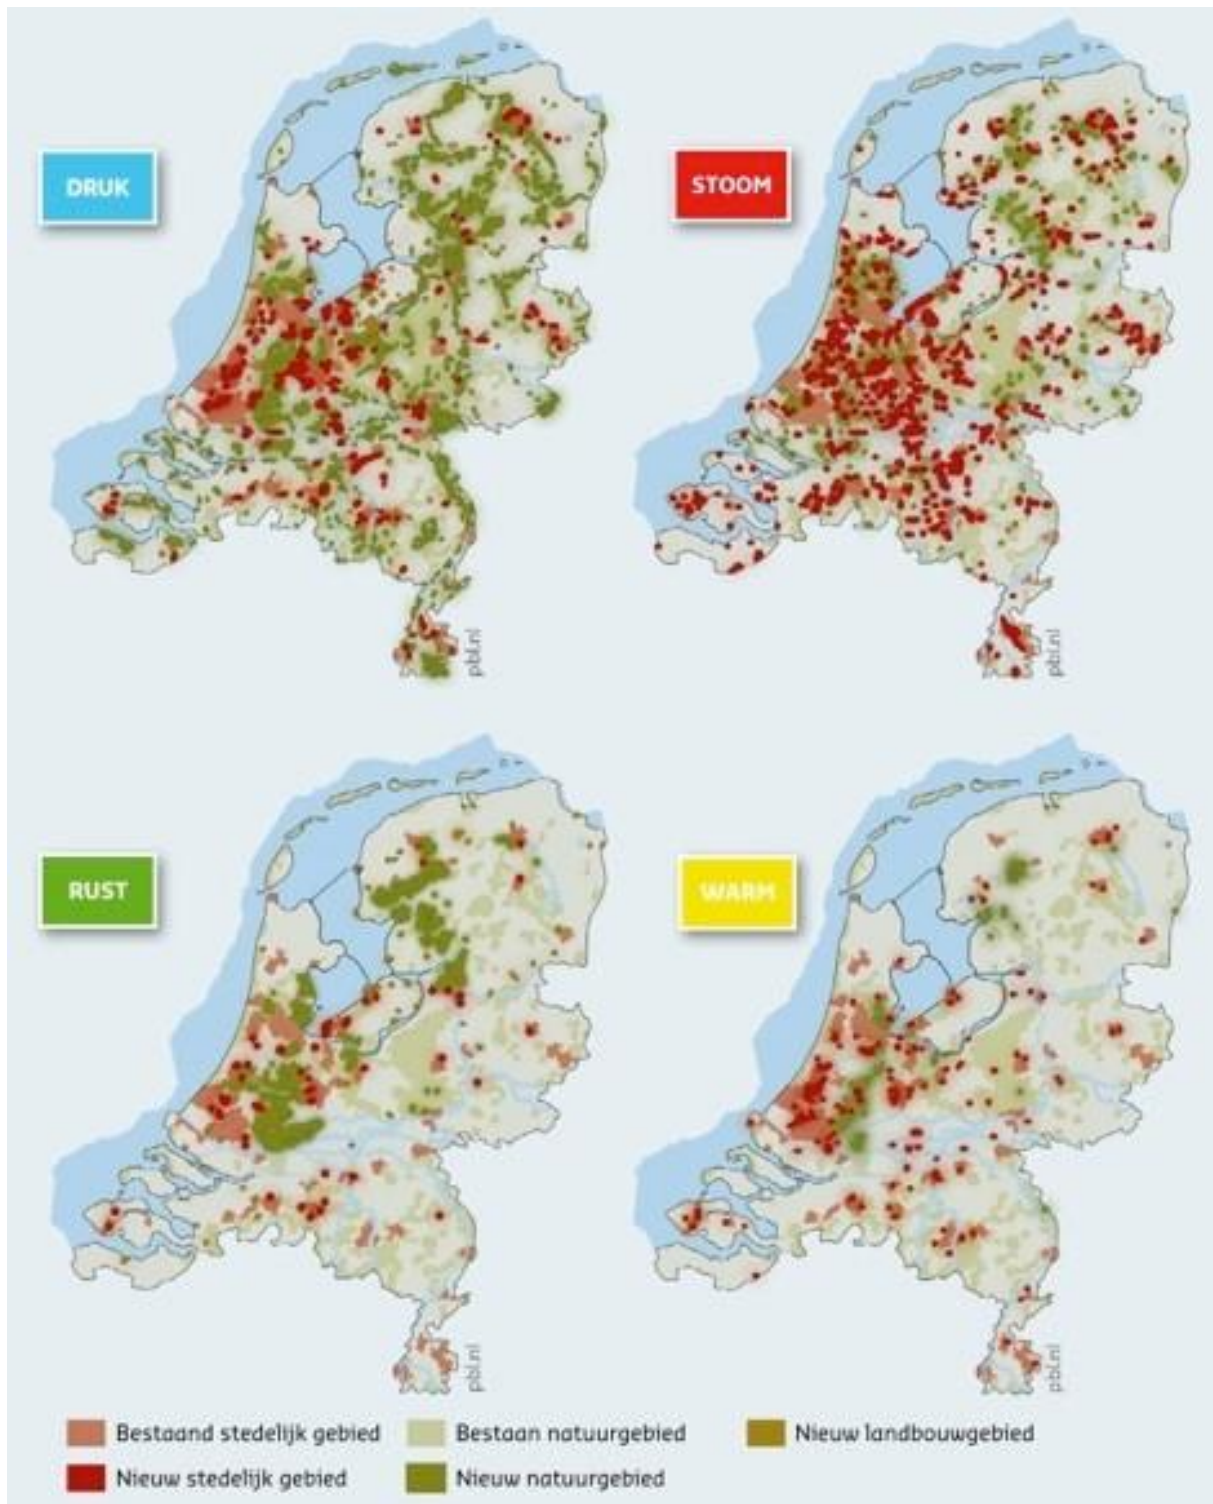 DRUK
STOOM
pbl.nl
pbl.nl
RUST
WARM
pbl.nl
pbl.nl
Bestaand stedelijk gebied
Bestaan natuurgebied
Nieuw landbouwgebied
Nieuw stedelijk gebied
Nieuw natuurgebied